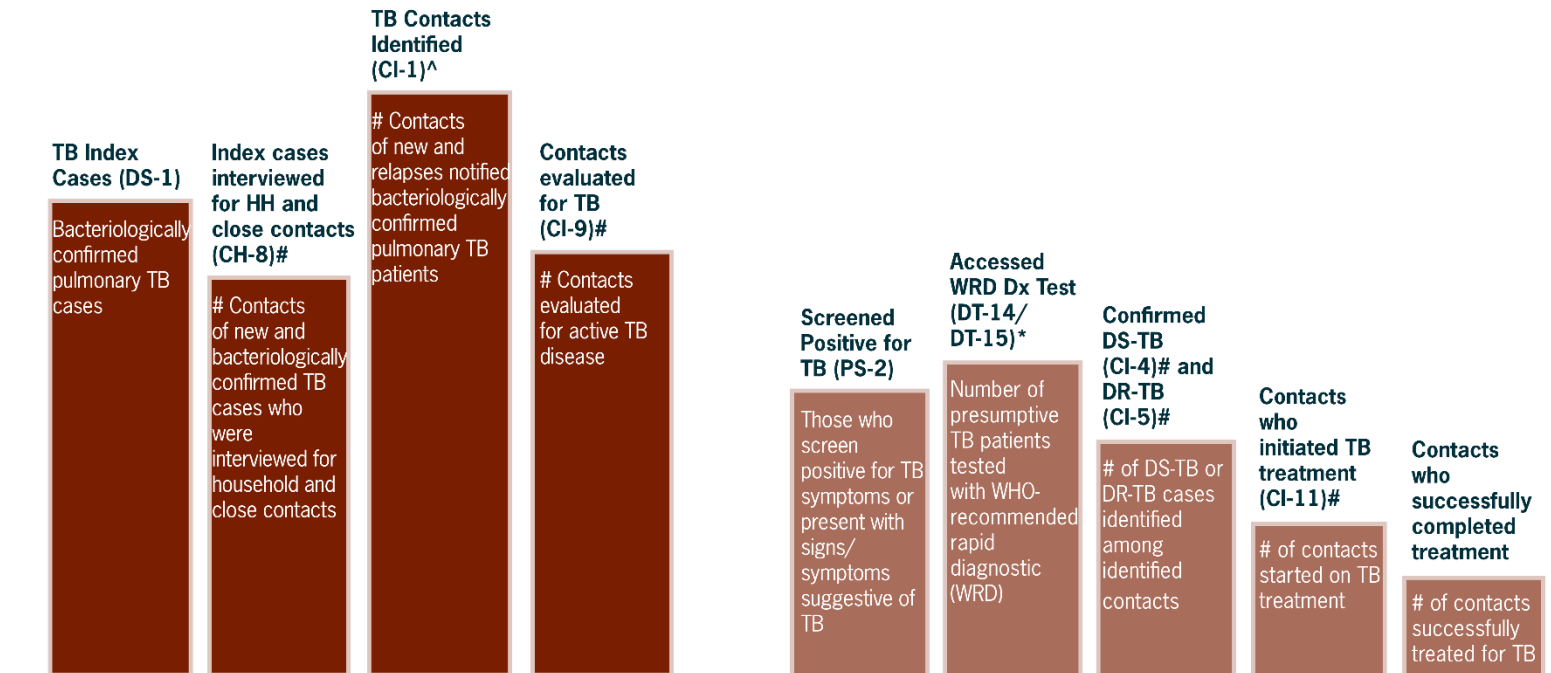 TB Index
Cases (DS-1)
Bacteriologically
confirmed
pulmonary TB
cases
Index cases
interviewed
for HH and
close contacts
(CH-8)#
# Contacts
of new and
bacteriologically
confirmed TB
cases who
were
interviewed for
household and
close contacts
TB Contacts
Identified
(CI-1)^
# Contacts
of new and
relapses notified
bacteriologically
confirmed
pulmonary TB
patients
Contacts
evaluated
for TB
(CI-9)#
# Contacts
evaluated
for active TB
disease
Screened
Positive for
TB (PS-2)
Those who
screen
positive for TB
symptoms or
present with
signs/
symptoms
suggestive of
TB
Accessed
WRD Dx Test
(DT-14/
DT-15)*
Number of
presumptive
TB patients
tested
with WHO-
recommended
rapid
diagnostic
(WRD)
Confirmed
DS-TB
(CI-4)# and
DR-TB
(CI-5)#
# of DS-TB or
DR-TB cases
identified
among
identified
contacts
Contacts
who
initiated TB
treatment
(CI-11)#
# of contacts
started on TB
treatment
Contacts
who
successfully
completed
treatment
# of contacts
successfully
treated for TB